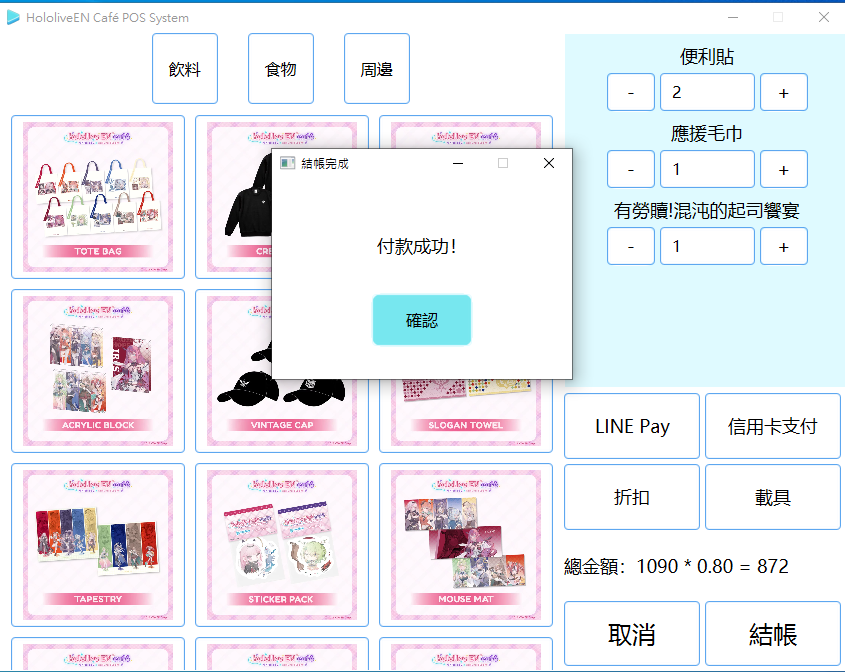 HololiveEN Café POS System
飲料
食物
周邊
TOTE BAG
ACRYLIC BLOCK
VINTAGE CAP
SLOGAN TOWEL
TAPESTRY
STICKER PACK
MOUSE MAT
結帳完成
付款成功!
確認
便利貼
- 2 +
應援毛巾
- 1 +
有勞贖!混沌的起司饗宴
- 1 +
LINE Pay
信用卡支付
折扣
載具
總金額: 1090 * 0.80 = 872
取消
結帳